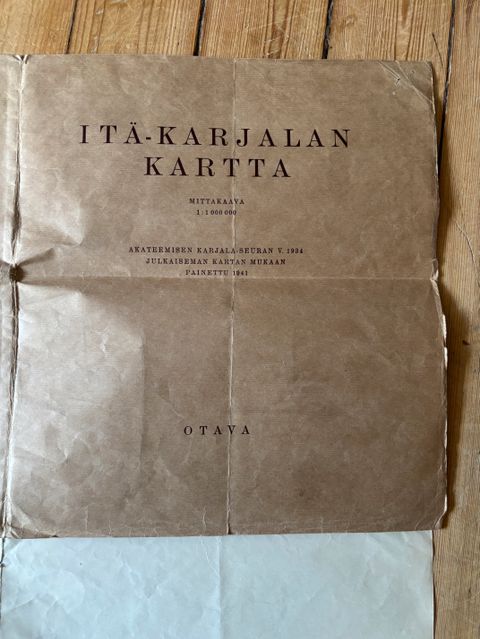 ITÄ-KARJALAN
KARTTA
MITTAKAAVA
1:1 000 000
AKATEEMISEN KARJALA-SEURAN V. 1934
JULKAISEMAN KARTAN MUKAAN
PAINETTU 1941
OTAVA